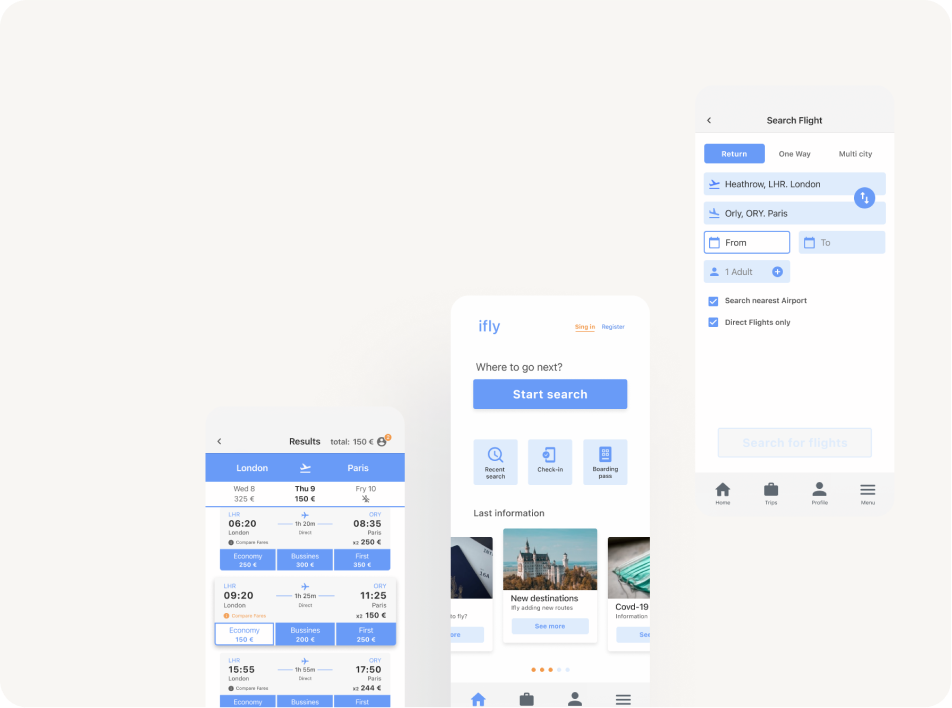 Results
total: 150 €
2
London
Paris
Wed 8
325 €
Thu 9
150 €
Fry 10
LHR
ORY
06:20
1h 20m
08:35
London
Direct
Paris
Compare Fares
x2 250 €
Economy
250 €
Bussines
300 €
First
350 €
LHR
ORY
09:20
1h 25m
11:25
London
Direct
Paris
Compare Fares
x2 150 €
Economy
150 €
Bussines
200 €
First
250 €
LHR
ORY
15:55
1h 55m
17:50
London
Direct
Paris
Compare Fares
x2 244 €
Economy
Bussines
First
ifly
Sing in
Register
Where to go next?
Start search
Recent
search
Check-in
Boarding
pass
Last information
16A
to fly?
ore
New destinations
Ifly adding new routes
See more
Covd-19
Information
See
Search Flight
Return
One Way
Multi city
Heathrow, LHR. London
Orly, ORY. Paris
From
To
1 Adult
Search nearest Airport
Direct Flights only
Search for flights
Home
Trips
Profile
Menu